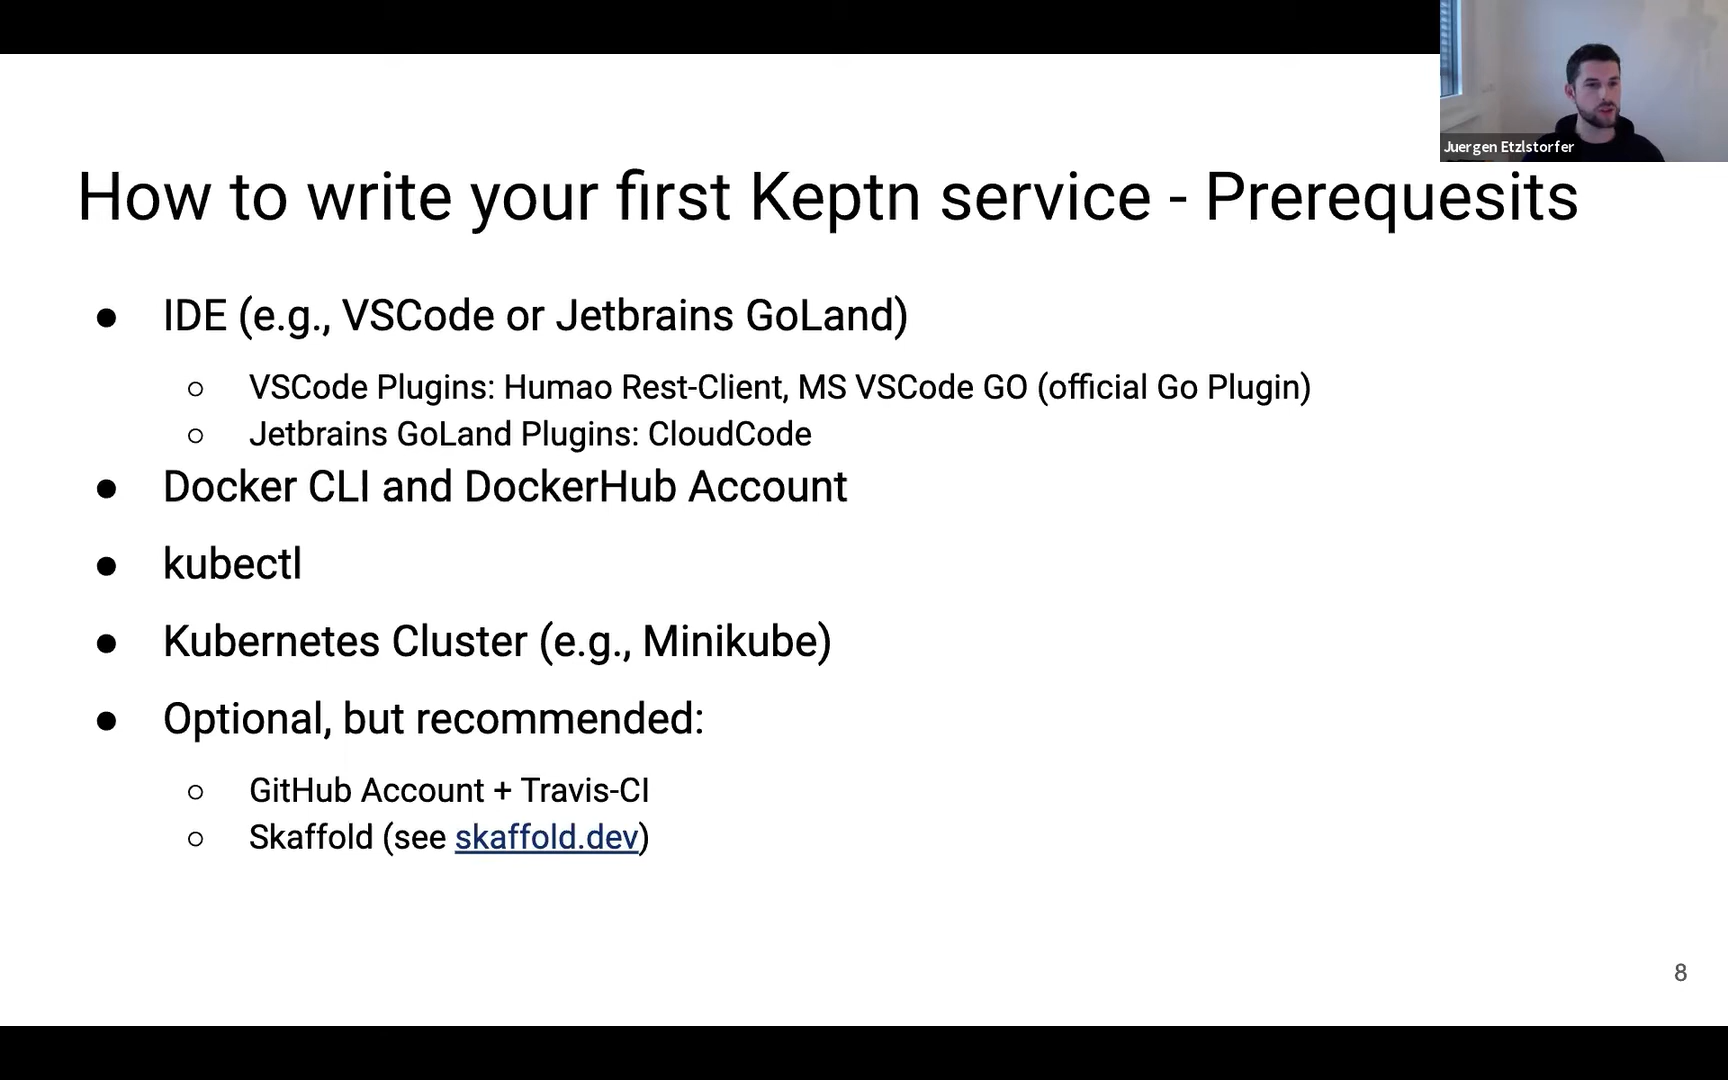 Juergen Etzlstorfer
How to write your first Keptn service - Prerequesits
● IDE (e.g., VSCode or Jetbrains GoLand)
○ VSCode Plugins: Humao Rest-Client, MS VSCode GO (official Go Plugin)
○ Jetbrains GoLand Plugins: CloudCode
● Docker CLI and DockerHub Account
● kubectl
● Kubernetes Cluster (e.g., Minikube)
● Optional, but recommended:
○ GitHub Account + Travis-CI
○ Skaffold (see skaffold.dev)
8